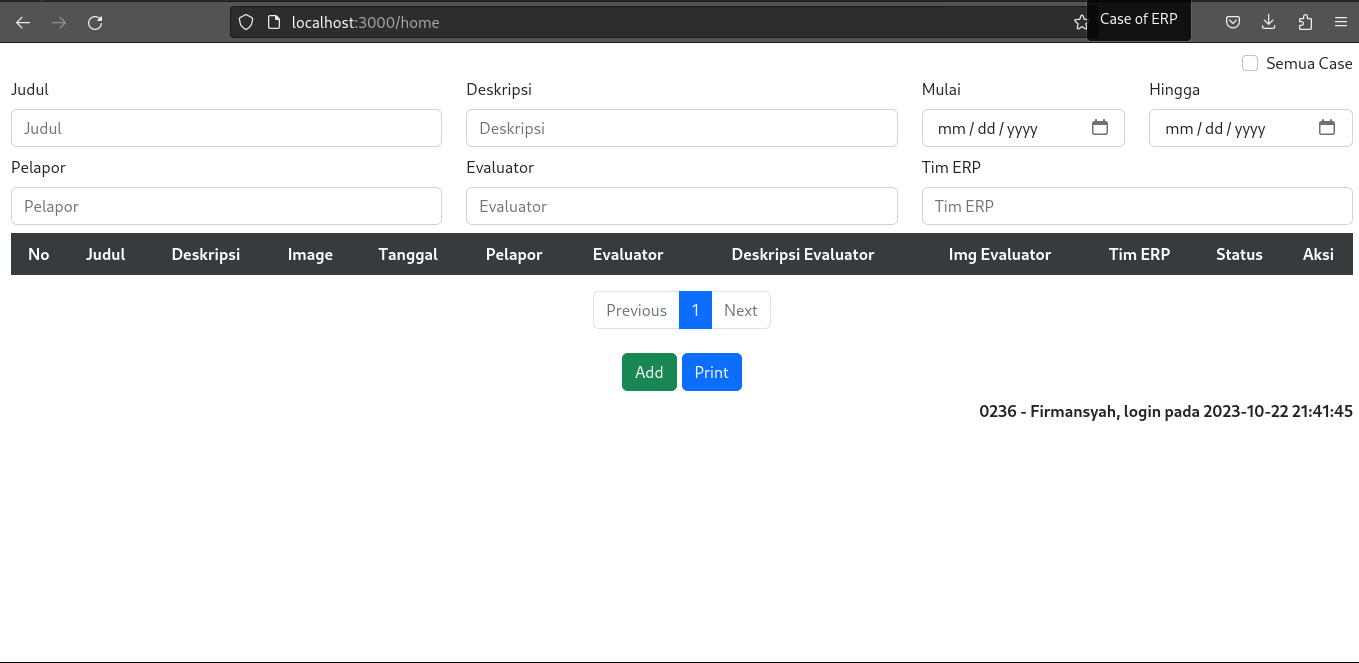 localhost:3000/home
Case of ERP
Semua Case
Judul Deskripsi Mulai Hingga
Judul Deskripsi mm / dd / yyyy mm / dd / yyyy
Pelapor Evaluator Tim ERP
Pelapor Evaluator Tim ERP
No Judul Deskripsi Image Tanggal Pelapor Evaluator Deskripsi Evaluator Img Evaluator Tim ERP Status Aksi
Previous 1 Next
Add Print
0236 - Firmansyah, login pada 2023-10-22 21:41:45